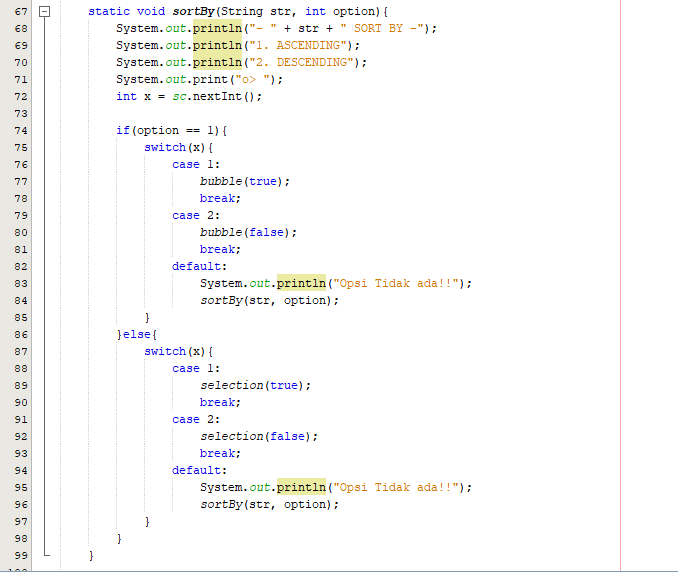 67 static void sortBy(String str, int option){
68 System.out.println("- " + str + " SORT BY -");
69 System.out.println("1. ASCENDING");
70 System.out.println("2. DESCENDING");
71 System.out.print("o> ");
72 int x = sc.nextInt();
73
74 if(option == 1){
75 switch(x){
76 case 1:
77 bubble(true);
78 break;
79 case 2:
80 bubble(false);
81 break;
82 default:
83 System.out.println("Opsi Tidak ada!!");
84 sortBy(str, option);
85 }
86 }else{
87 switch(x){
88 case 1:
89 selection(true);
90 break;
91 case 2:
92 selection(false);
93 break;
94 default:
95 System.out.println("Opsi Tidak ada!!");
96 sortBy(str, option);
97 }
98 }
99 }